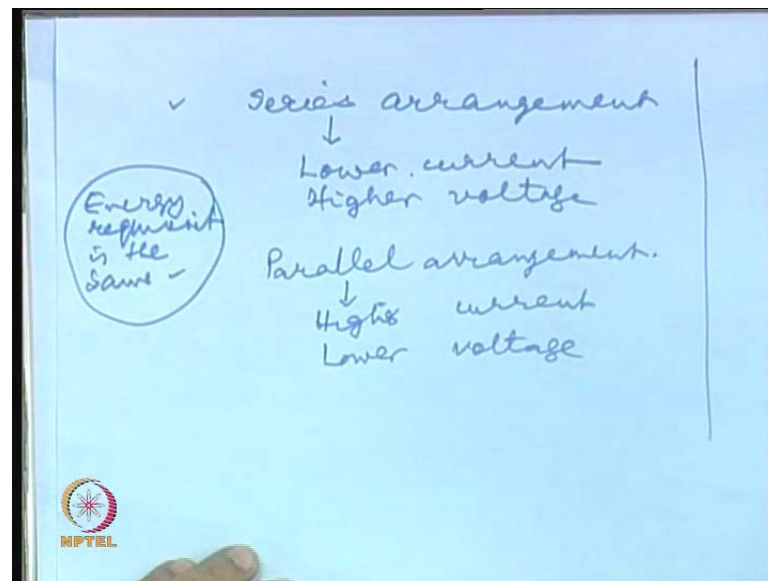 ✓ Series arrangement
↓
Lower current
Higher voltage
Energy
requirement
is the
same -
Parallel arrangement.
↓
Higher current
Lower voltage
NPTEL